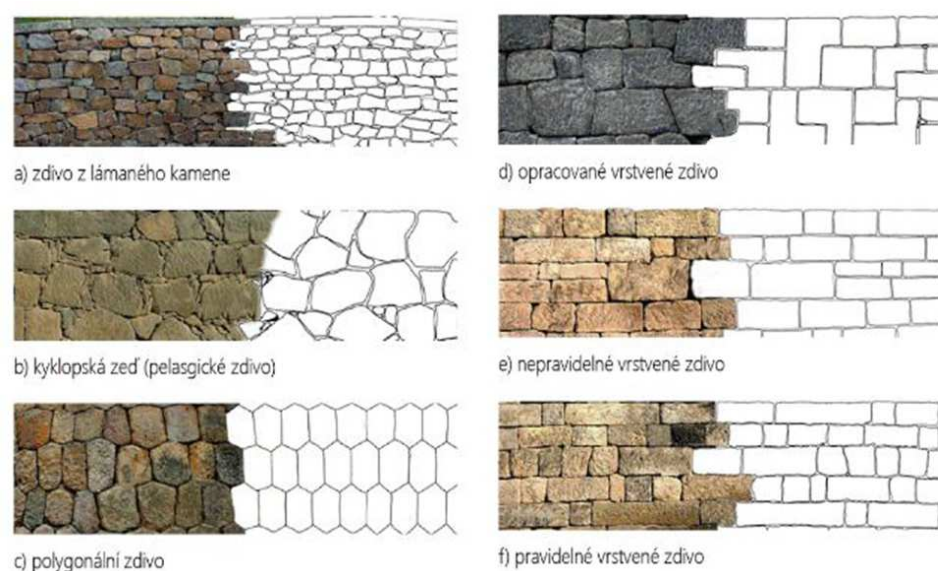 a) zdivo z lámaného kamene
b) kyklopská zeď (pelasgické zdivo)
c) polygonální zdivo
d) opracované vrstvené zdivo
e) nepravidelné vrstvené zdivo
f) pravidelné vrstvené zdivo